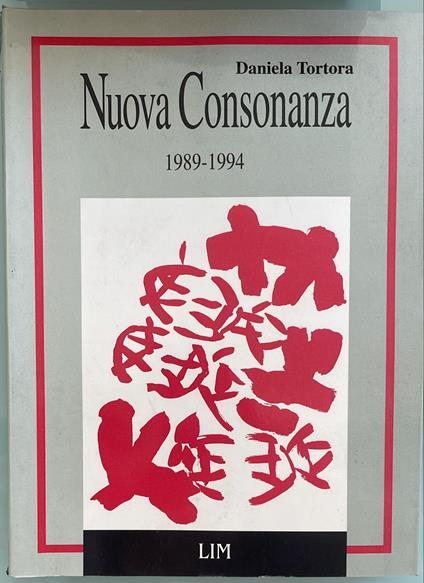 Daniela Tortora
Nuova Consonanza
1989-1994
LIM